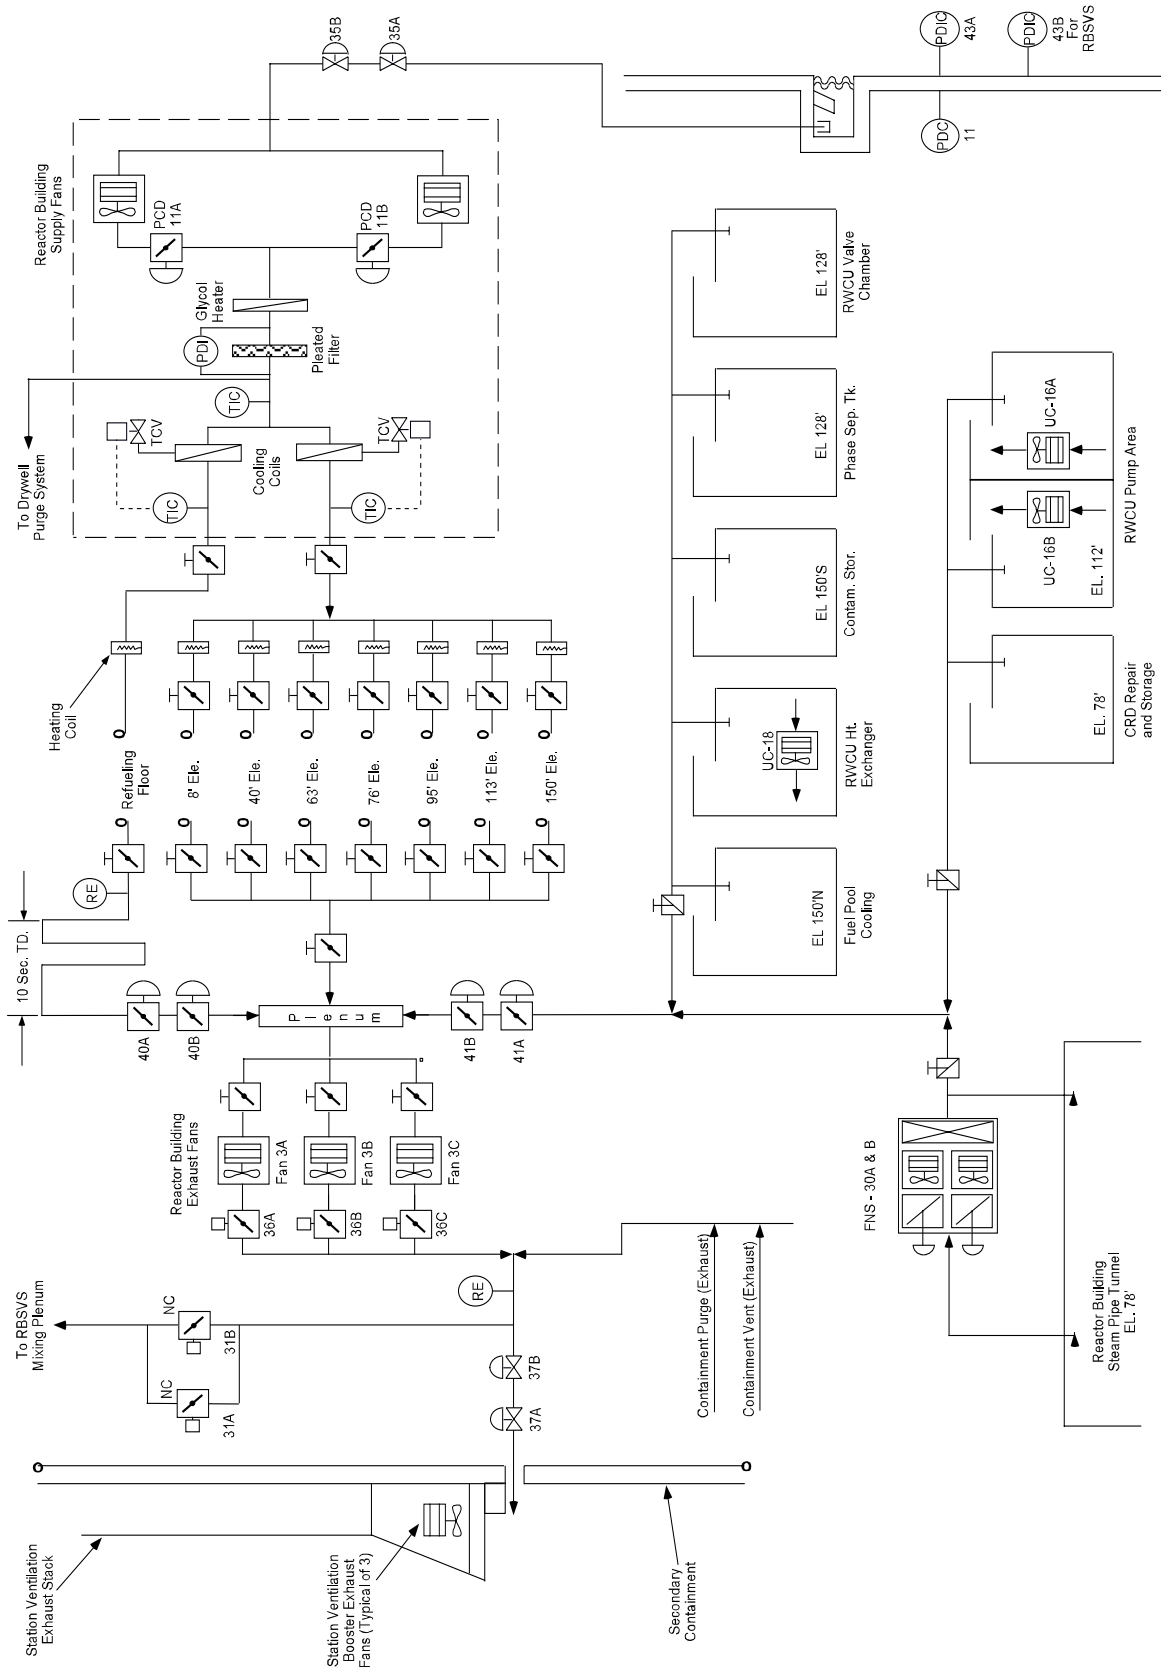 Station Ventilation
Exhaust Stack
Station Ventilation
Booster Exhaust
Fans (Typical of 3)
Secondary
Containment
To RBSVS
Mixing Plenum
NC
31A
NC
31B
37A
37B
RE
Containment Purge (Exhaust)
Containment Vent (Exhaust)
Reactor Building
Exhaust Fans
36A
36B
36C
Fan 3A
Fan 3B
Fan 3C
10 Sec. TD.
40A
40B
Plenum
41B
41A
RE
Refueling
Floor
8' Ele.
40' Ele.
63' Ele.
76' Ele.
95' Ele.
113' Ele.
150' Ele.
Heating
Coil
To Drywell
Purge System
TIC
TCV
Cooling
Coils
TIC
TCV
TIC
PDI
Pleated
Filter
Glycol
Heater
Reactor Building
Supply Fans
PCD
11A
PCD
11B
35B
35A
FNS - 30A & B
Reactor Building
Steam Pipe Tunnel
EL. 78'
EL 150'N
Fuel Pool
Cooling
UC-18
RWCU Ht.
Exchanger
EL 150'S
Contam. Stor.
EL 128'
Phase Sep. Tk.
EL 128'
RWCU Valve
Chamber
EL. 78'
CRD Repair
and Storage
UC-16B
UC-16A
EL. 112'
RWCU Pump Area
PDC
11
PDIC
43A
PDIC
43B
For
RBSVS